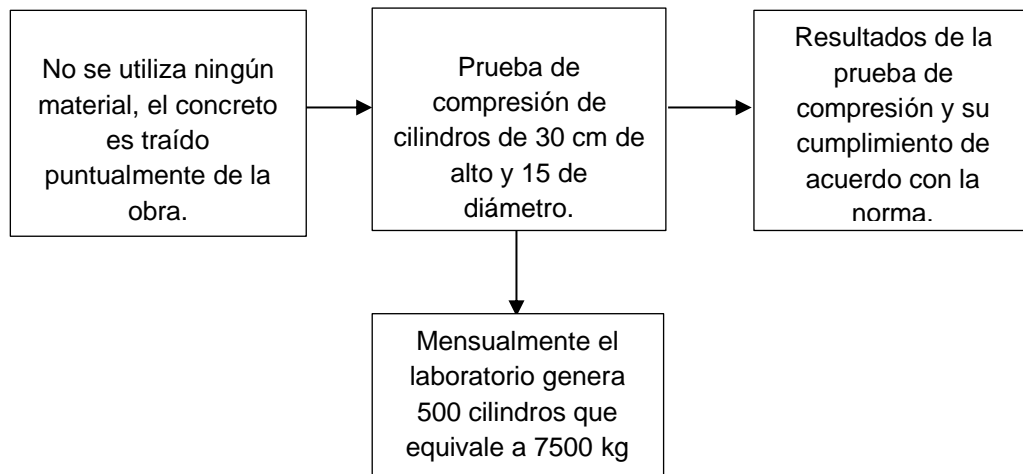 No se utiliza ningún
material, el concreto
es traído
puntualmente de la
obra.
Prueba de
compresión de
cilindros de 30 cm de
alto y 15 de
diámetro.
Resultados de la
prueba de
compresión y su
cumplimiento de
acuerdo con la
norma.
Mensualmente el
laboratorio genera
500 cilindros que
equivale a 7500 kg